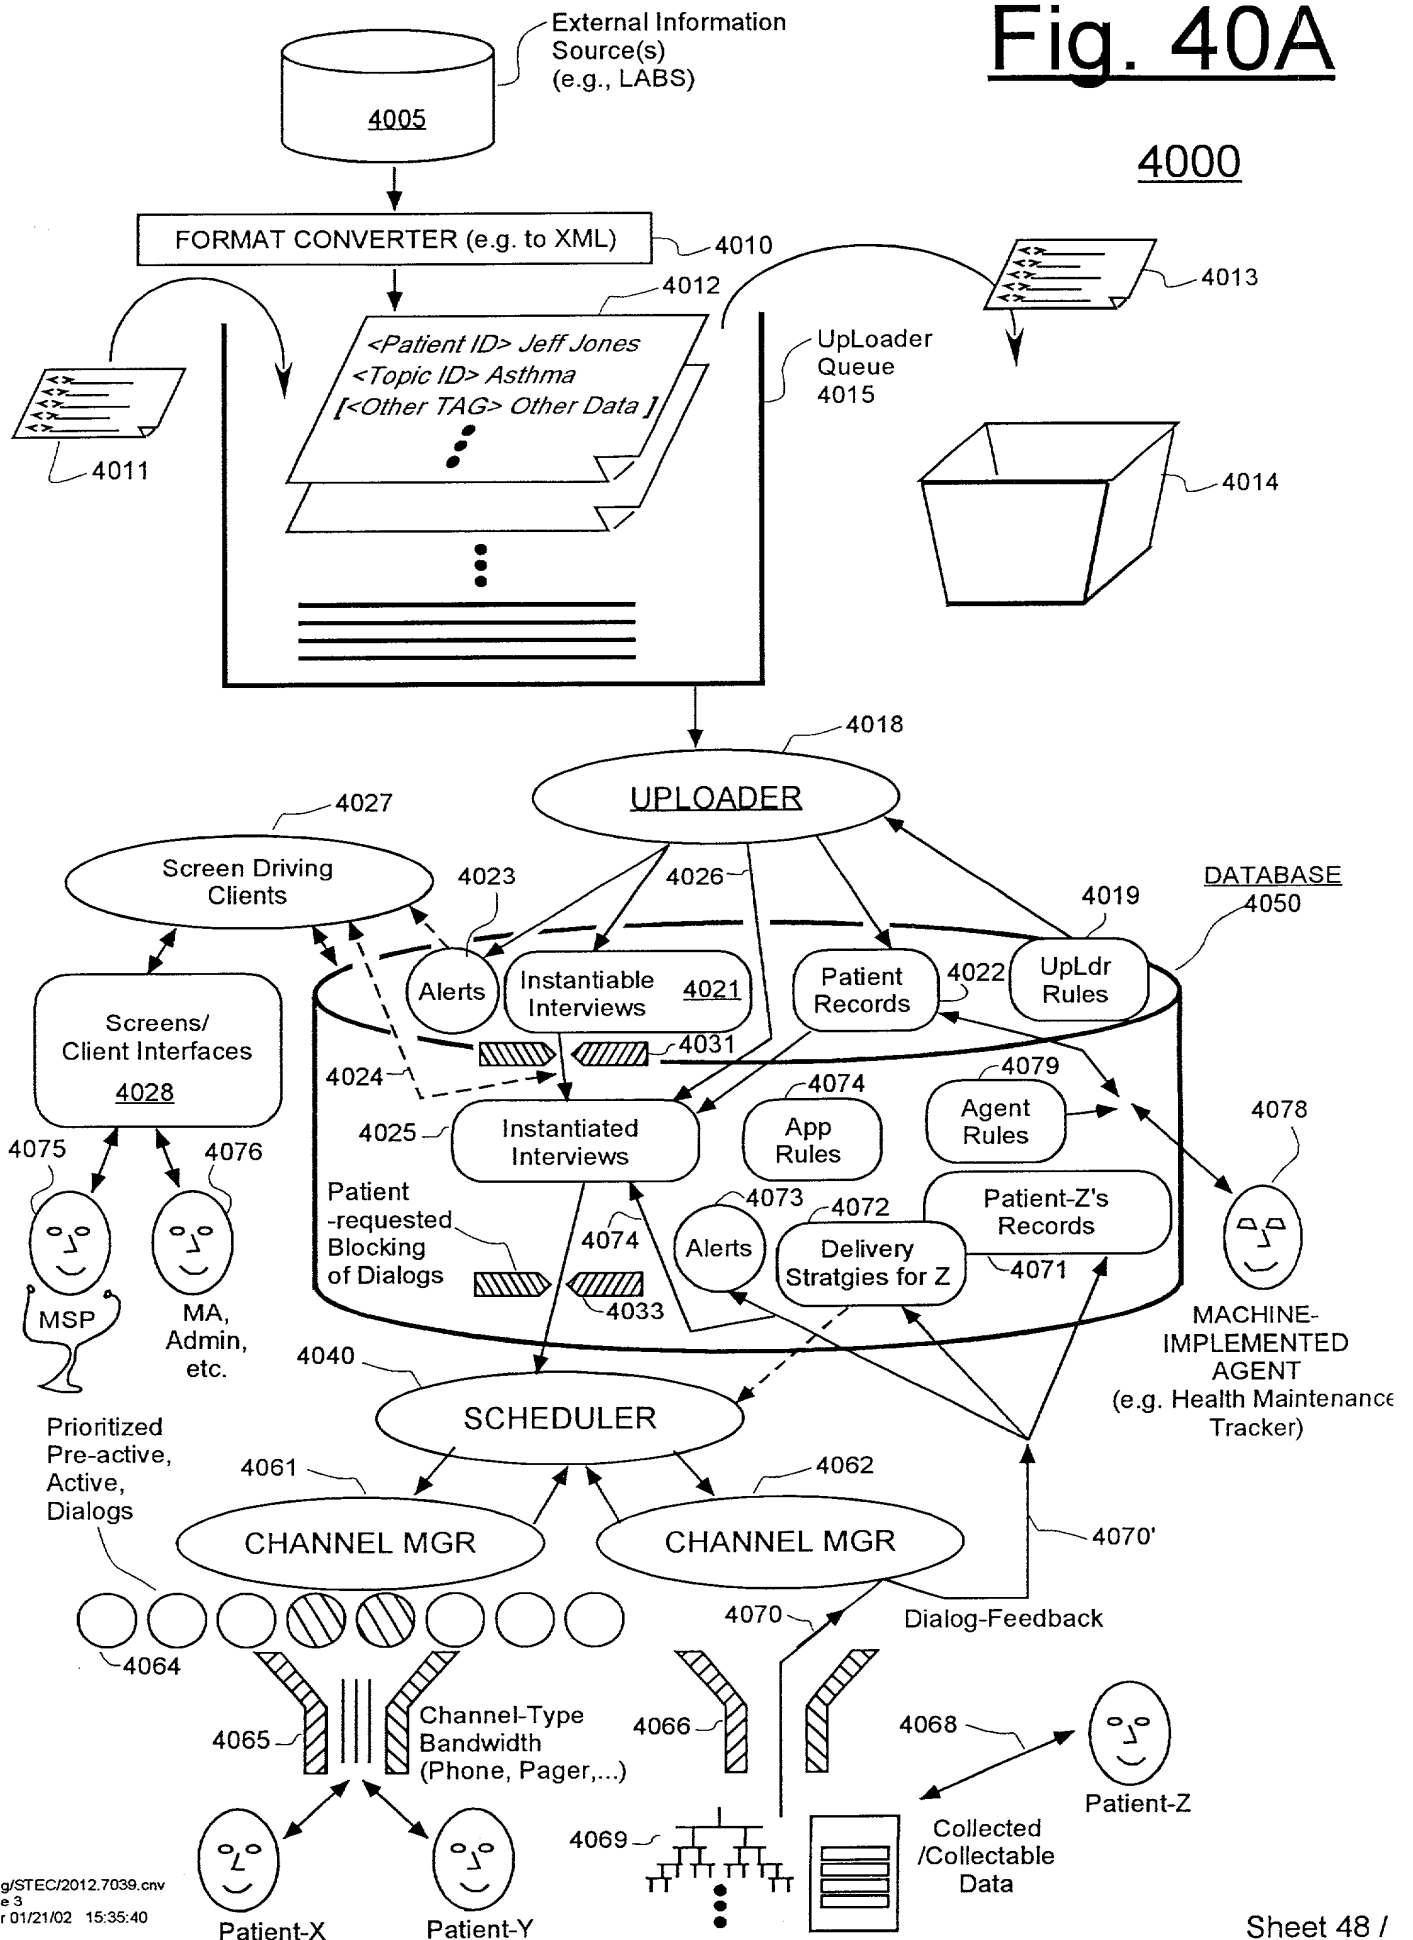 Fig. 40A
4000
External Information
Source(s)
(e.g., LABS)
4005
FORMAT CONVERTER (e.g. to XML)
4010
4012
4013
<Patient ID> Jeff Jones
<Topic ID> Asthma
[<Other TAG> Other Data ]
<>
<>
<>
<>
<>
4011
<>
<>
<>
<>
<>
UpLoader
Queue
4015
4014
4018
UPLOADER
4027
Screen Driving
Clients
4023
4026
DATABASE
4050
4019
UpLdr
Rules
Alerts
Instantiable
Interviews
4021
Patient
Records
4022
Screens/
Client Interfaces
4028
4031
4024
4025
Instantiated
Interviews
4074
App
Rules
4079
Agent
Rules
4078
4075
4076
Patient
-requested
Blocking
of Dialogs
4074
4073
Alerts
4072
Delivery
Stratgies for Z
Patient-Z's
Records
4071
4033
MSP
MA,
Admin,
etc.
MACHINE-
IMPLEMENTED
AGENT
(e.g. Health Maintenance
Tracker)
4040
SCHEDULER
Prioritized
Pre-active,
Active,
Dialogs
4061
CHANNEL MGR
4062
CHANNEL MGR
4070'
4064
4070
Dialog-Feedback
4065
Channel-Type
Bandwidth
(Phone, Pager,...)
4066
4068
Patient-Z
4069
Collected
/Collectable
Data
Patient-X
Patient-Y
g/STEC/2012.7039.cnv
e 3
r 01/21/02 15:35:40
Sheet 48 /